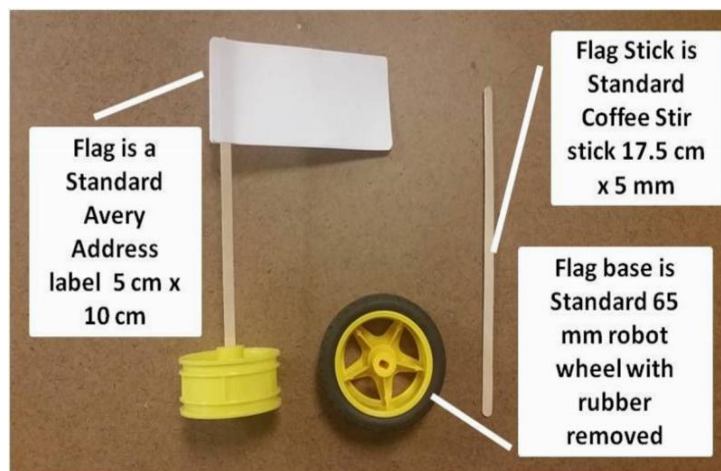 Flag is a
Standard
Avery
Address
label 5 cm x
10 cm
Flag Stick is
Standard
Coffee Stir
stick 17.5 cm
x 5 mm
Flag base is
Standard 65
mm robot
wheel with
rubber
removed